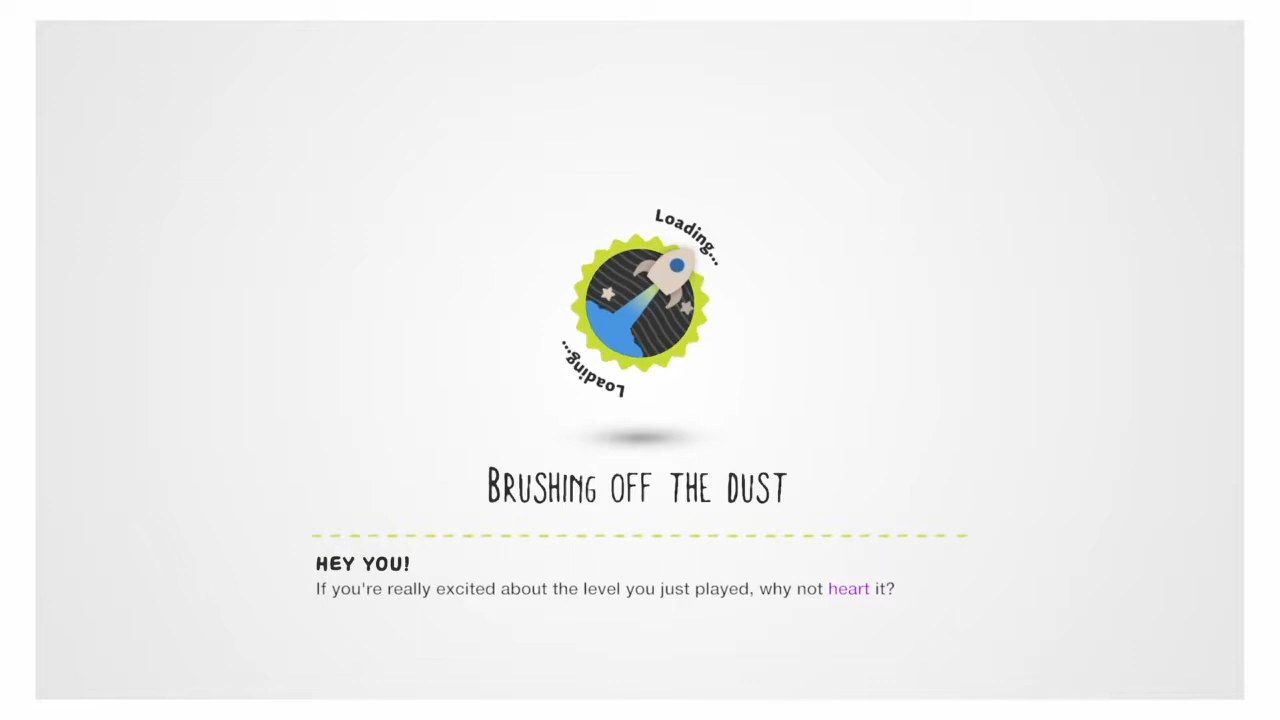 Loading...
Loading...
BRUSHING OFF THE DUST
HEY YOU!
If you're really excited about the level you just played, why not heart it?